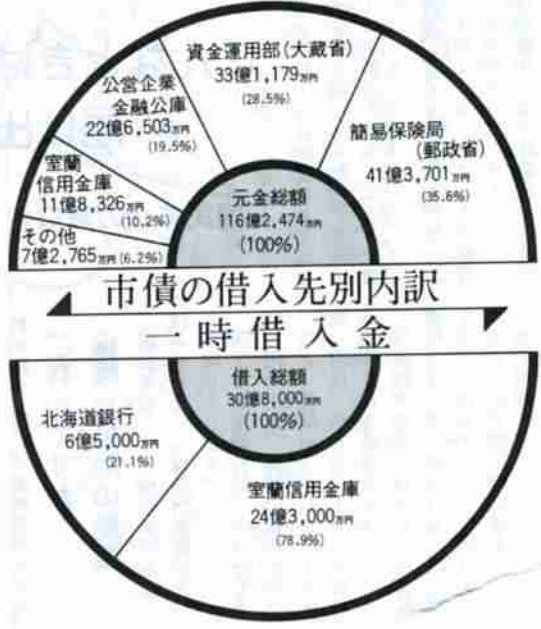 資金運用部(大蔵省)
33億1,179万円
(28.5%)
公営企業
金融公庫
22億6,503万円
(19.5%)
簡易保険局
(郵政省)
41億3,701万円
(35.6%)
室蘭
信用金庫
11億8,326万円
(10.2%)
その他
7億2,765万円(6.2%)
元金総額
116億2,474万円
(100%)
市債の借入先別内訳
一時借入金
借入総額
30億8,000万円
(100%)
北海道銀行
6億5,000万円
(21.1%)
室蘭信用金庫
24億3,000万円
(78.9%)